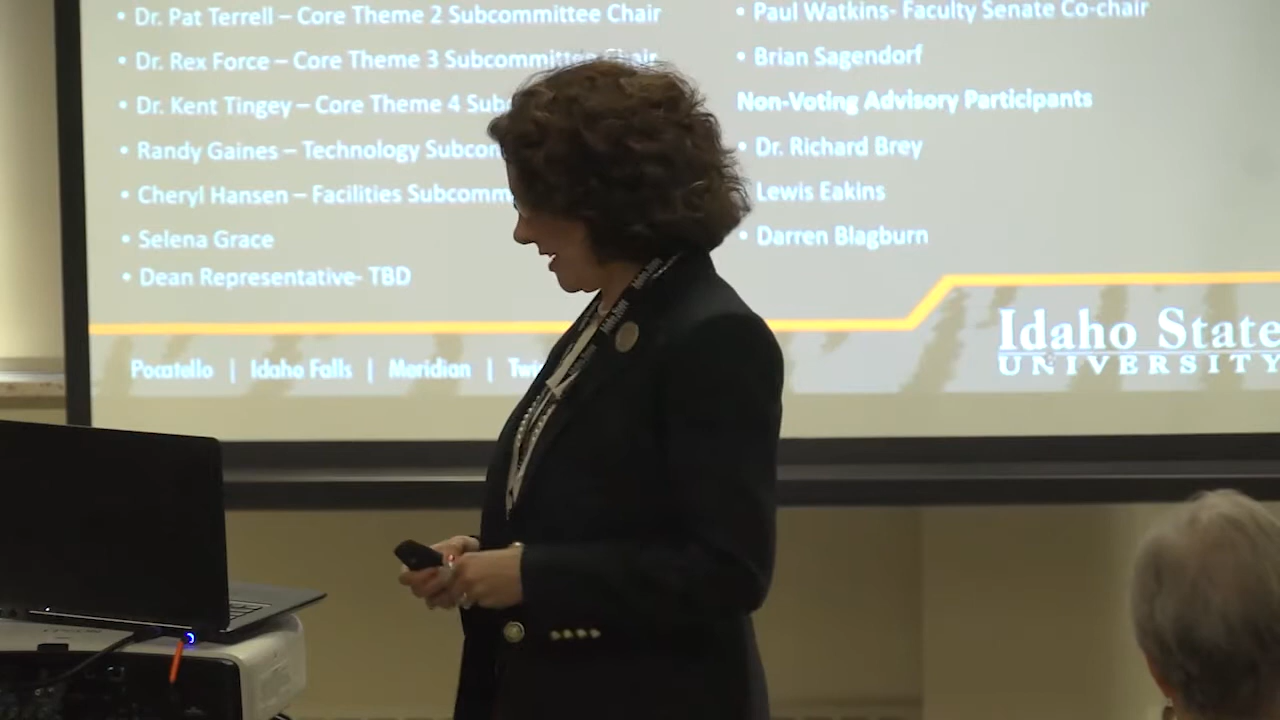 • Dr. Pat Terrell – Core Theme 2 Subcommittee Chair
• Dr. Rex Force – Core Theme 3 Subcommittee Chair
• Dr. Kent Tingey – Core Theme 4
• Randy Gaines – Technology
• Cheryl Hansen – Facilities
• Selena Grace
• Dean Representative- TBD
• Paul Watkins- Faculty Senate Co-chair
• Brian Sagendorf
Non-Voting Advisory Participants
• Dr. Richard Brey
Lewis Eakins
• Darren Blagburn
Pocatello | Idaho Falls | Meridian |
Idaho State
UNIVERSITY